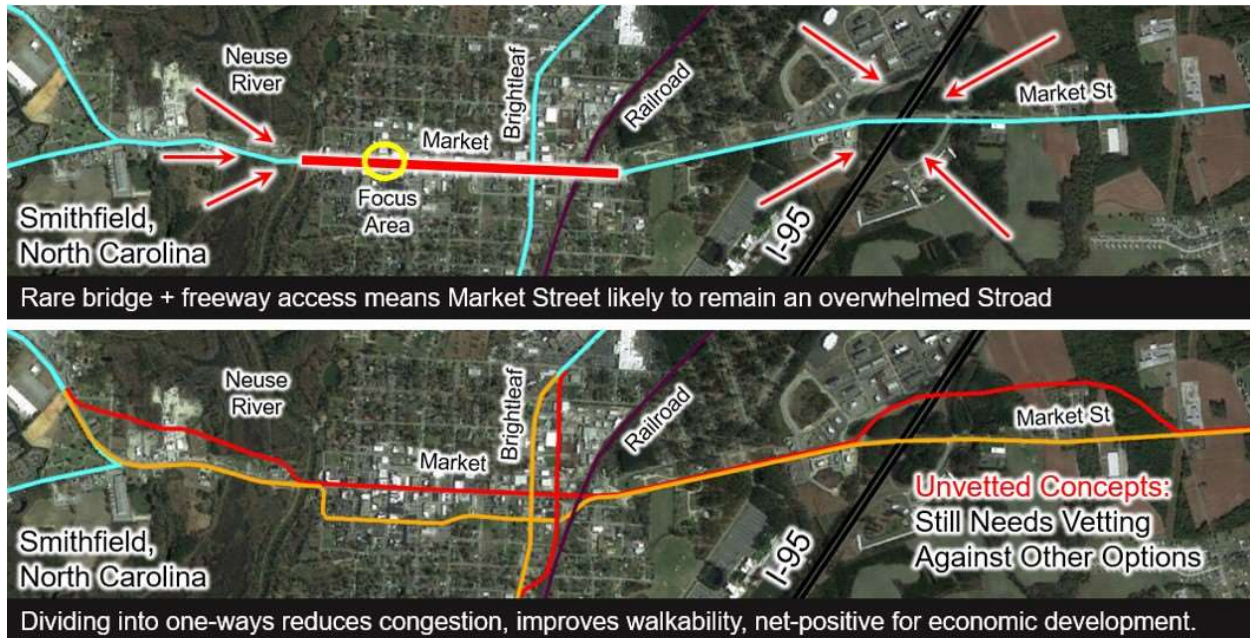 Neuse
River
Market
Brightleaf
Railroad
Market St
Focus
Area
I-95
Smithfield,
North Carolina
Rare bridge + freeway access means Market Street likely to remain an overwhelmed Stroad
Neuse
River
Market
Brightleaf
Railroad
Market St
I-95
Unvetted Concepts:
Still Needs Vetting
Against Other Options
Smithfield,
North Carolina
Dividing into one-ways reduces congestion, improves walkability, net-positive for economic development.